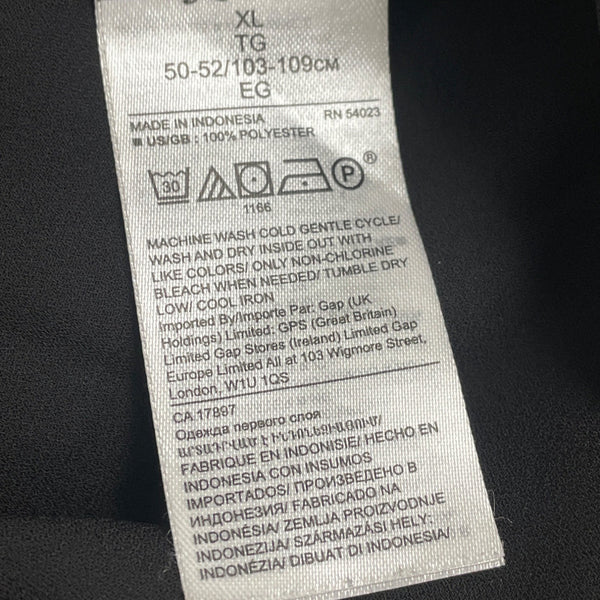 XL
TG
50-52/103-109CM
EG
MADE IN INDONESIA RN 54023
US/GB : 100% POLYESTER
30 P ®
1166
MACHINE WASH COLD GENTLE CYCLE/
WASH AND DRY INSIDE OUT WITH
LIKE COLORS/ ONLY NON-CHLORINE
BLEACH WHEN NEEDED/ TUMBLE DRY
LOW/ COOL IRON
Imported By/Importe Par: Gap (UK
Holdings) Limited: GPS (Great Britain)
Limited Gap Stores (Ireland) Limited Gap
Europe Limited All at 103 Wigmore Street,
London, W1U 1QS
CA 17897
Одежда первого слоя
ԱՐՏԱԴՐՎԱԾ Է ԻՆԴՈՆԵԶԻԱՅՈՒՄ/
FABRIQUE EN INDONISIE/ HECHO EN
INDONESIA CON INSUMOS
IMPORTADOS/ ПРОИЗВЕДЕНО В
ИНДОНЕЗИЯ/ FABRICADO NA
INDONÉSIA/ ZEMLJA PROIZVODNJE
INDONEZIJA/ SZÁRMAZÁSI HELY:
INDONÉZIA/ DIBUAT DI INDONESIA/